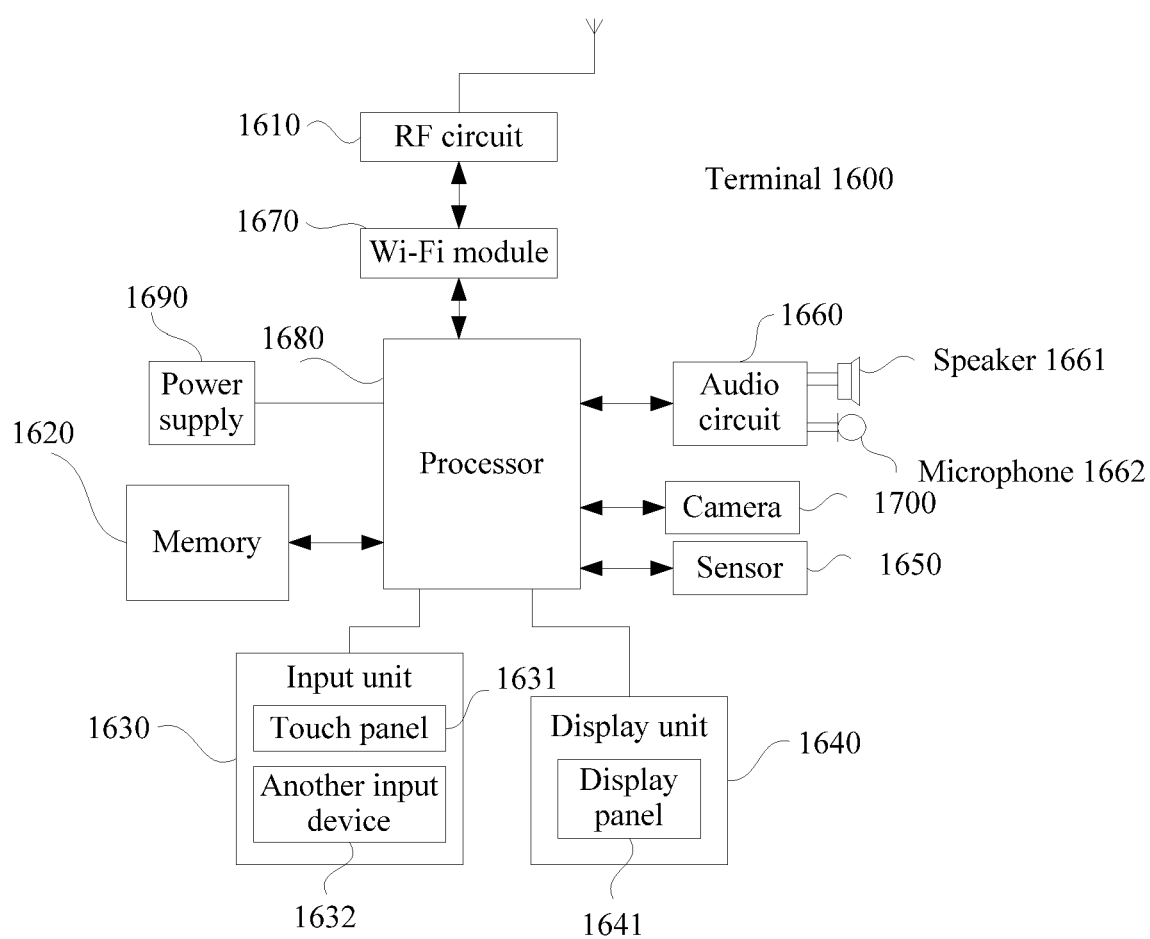 1610
RF circuit
Terminal 1600
1670
Wi-Fi module
1690
1680
1660
Power
supply
Audio
circuit
Speaker 1661
1620
Processor
Microphone 1662
Memory
Camera
1700
Sensor
1650
Input unit
1631
Touch panel
1630
Another input
device
1632
Display unit
1640
Display
panel
1641